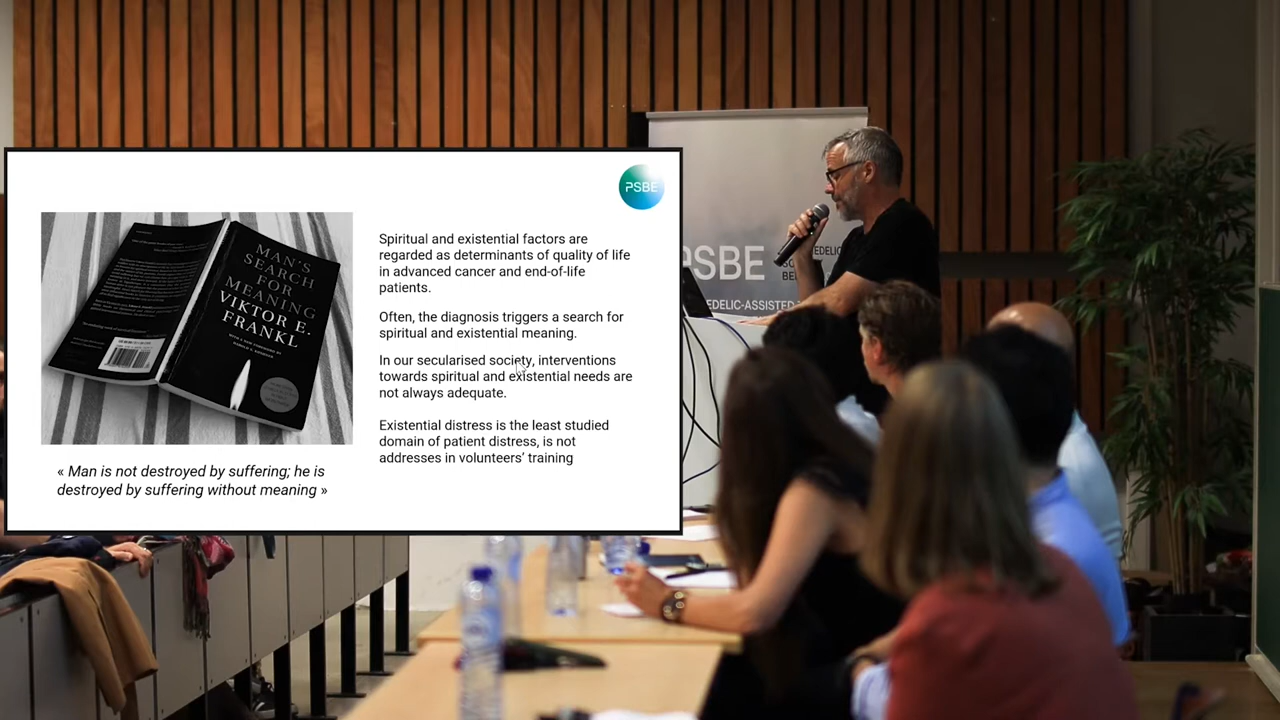 PSBE
MAN'S
SEARCH
FOR
MEANING
VIKTOR E.
FRANKL
Spiritual and existential factors are
regarded as determinants of quality of life
in advanced cancer and end-of-life
patients.
Often, the diagnosis triggers a search for
spiritual and existential meaning.
In our secularised society, interventions
towards spiritual and existential needs are
not always adequate.
Existential distress is the least studied
domain of patient distress, is not
addresses in volunteers’ training
« Man is not destroyed by suffering; he is
destroyed by suffering without meaning »
PSBE
EDELIC-ASSISTED